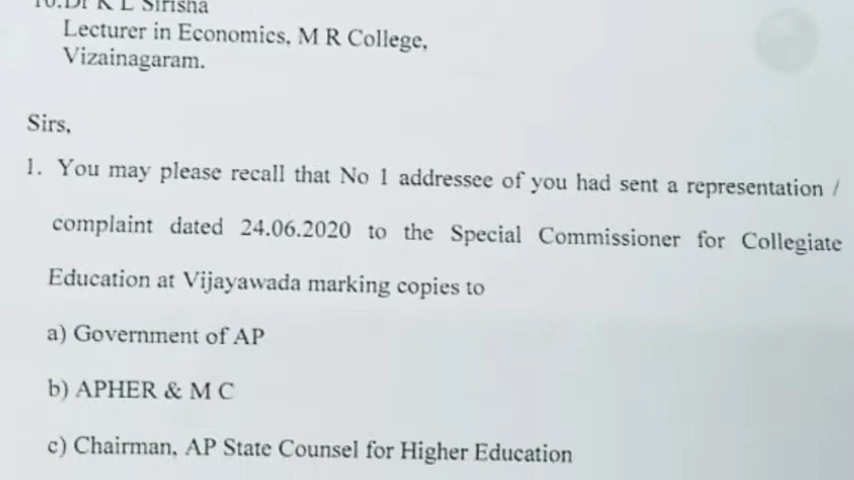 10.Dr K L Sirisha
Lecturer in Economics, M R College,
Vizainagaram.
Sirs,
1. You may please recall that No 1 addressee of you had sent a representation /
complaint dated 24.06.2020 to the Special Commissioner for Collegiate
Education at Vijayawada marking copies to
a) Government of AP
b) APHER & M C
c) Chairman, AP State Counsel for Higher Education